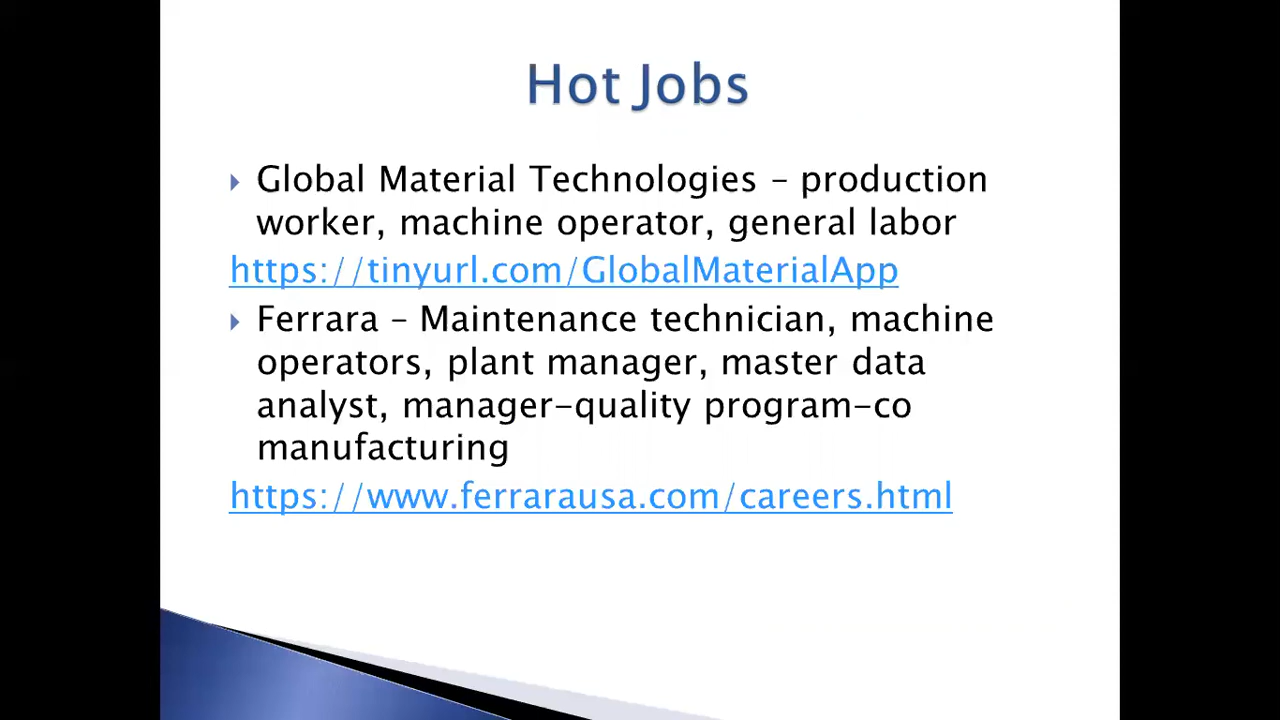 Hot Jobs
Global Material Technologies – production
worker, machine operator, general labor
https://tinyurl.com/GlobalMaterialApp
Ferrara – Maintenance technician, machine
operators, plant manager, master data
analyst, manager-quality program-co
manufacturing
https://www.ferrarausa.com/careers.html